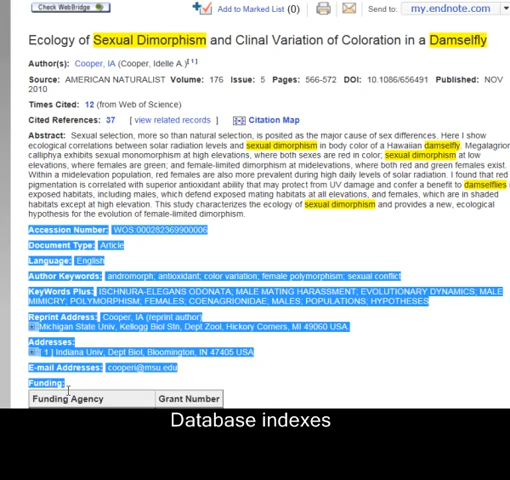 Check WebBridge
Add to Marked List (0)
Send to:
my.endnote.com
Ecology of Sexual Dimorphism and Clinal Variation of Coloration in a Damselfly
Author(s): Cooper, IA (Cooper, Idelle A.)[1]
Source: AMERICAN NATURALIST Volume: 176 Issue: 5 Pages: 566-572 DOI: 10.1086/656491 Published: NOV
2010
Times Cited: 12 (from Web of Science)
Cited References: 37 [ view related records ] Citation Map
Abstract: Sexual selection, more so than natural selection, is posited as the major cause of sex differences. Here I show
ecological correlations between solar radiation levels and sexual dimorphism in body color of a Hawaiian damselfly. Megalagrion
calliphya exhibits sexual monomorphism at high elevations, where both sexes are red in color; sexual dimorphism at low
elevations, where females are green; and female-limited dimorphism at midelevations, where both red and green females exist.
Within a midelevation population, red females are also more prevalent during high daily levels of solar radiation. I found that red
pigmentation is correlated with superior antioxidant ability that may protect from UV damage and confer a benefit to damselflies
exposed habitats, including males, which defend exposed mating habitats at all elevations, and females, which are in shaded
habitats except at high elevation. This study characterizes the ecology of sexual dimorphism and provides a new, ecological
hypothesis for the evolution of female-limited dimorphism.
Accession Number: WOS:000282369900006
Document Type: Article
Language: English
Author Keywords: andromorph; antioxidant; color variation; female polymorphism; sexual conflict
KeyWords Plus: ISCHNURA-ELEGANS ODONATA; MALE MATING HARASSMENT; EVOLUTIONARY DYNAMICS; MALE
MIMICRY; POLYMORPHISM; FEMALES; COENAGRIONIDAE; MALES; POPULATIONS; HYPOTHESES
Reprint Address: Cooper, IA (reprint author)
Michigan State Univ, Kellogg Biol Stn, Dept Zool, Hickory Corners, MI 49060 USA.
Addresses:
[ 1 ] Indiana Univ, Dept Biol, Bloomington, IN 47405 USA
E-mail Addresses: cooperi@msu.edu
Funding:
Funding Agency Grant Number
Database indexes